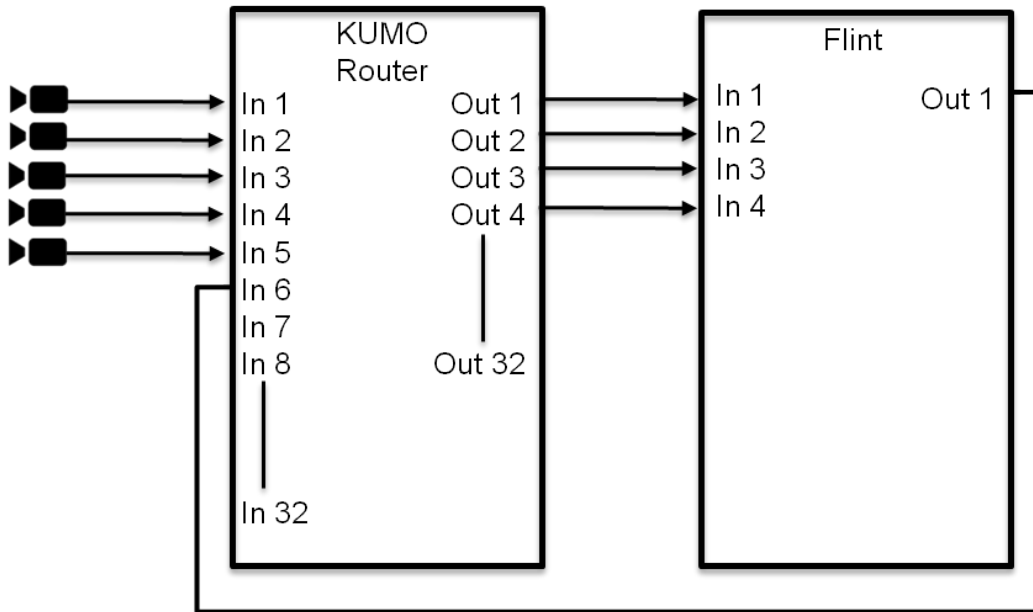 KUMO
Router
In 1
In 2
In 3
In 4
In 5
In 6
In 7
In 8
In 32
Out 1
Out 2
Out 3
Out 4
Out 32
Flint
In 1
In 2
In 3
In 4
Out 1